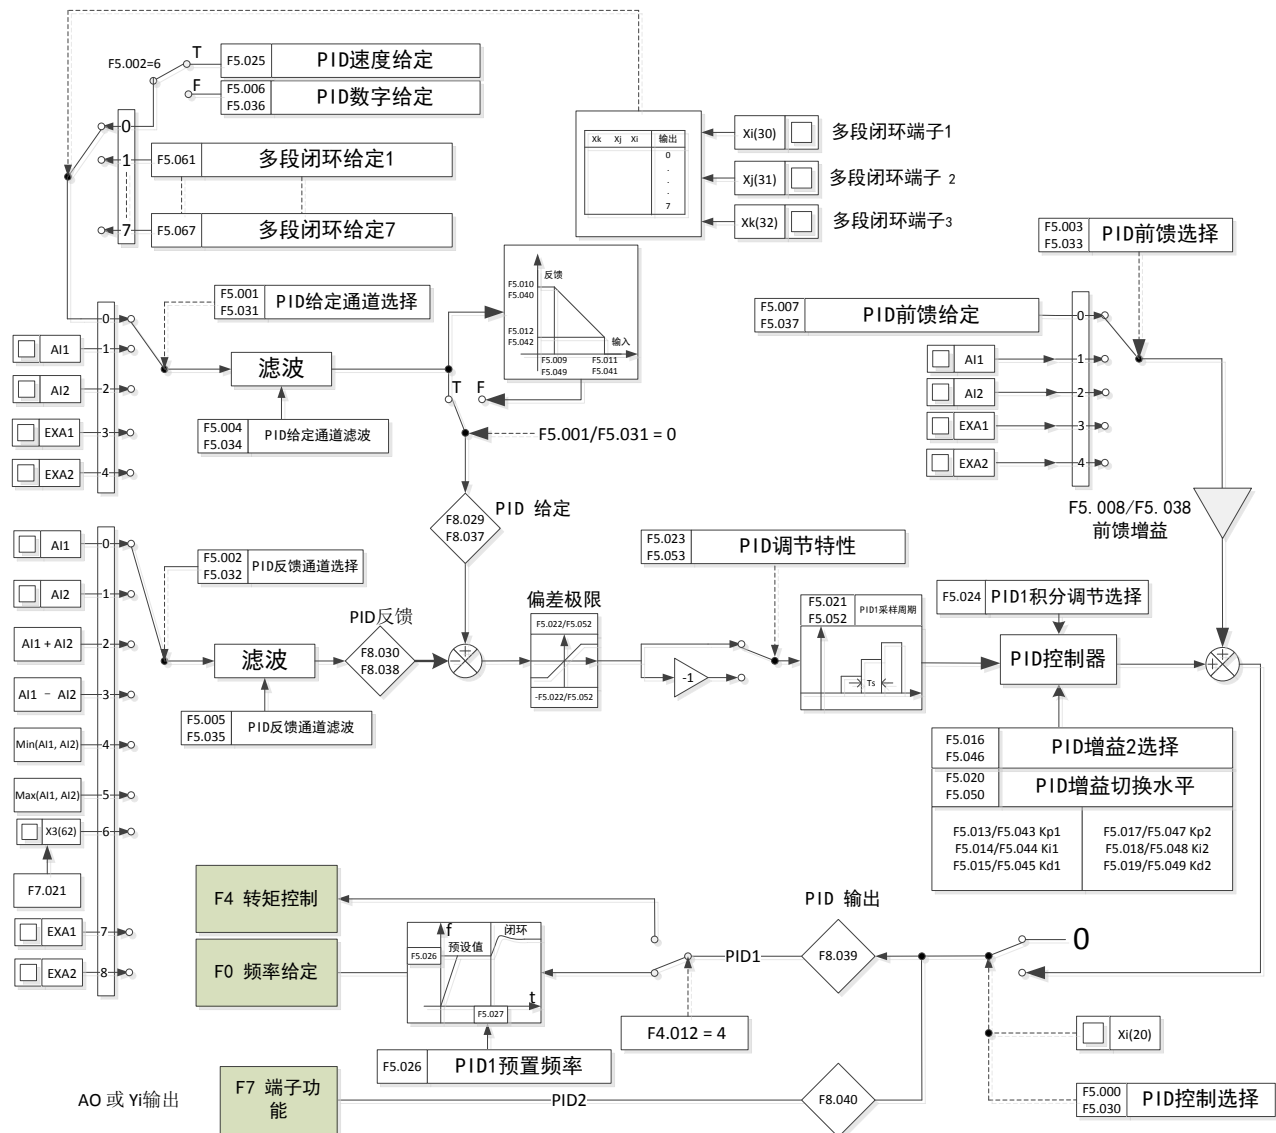 F5.002=6
T
F5.025
PID速度给定
F
F5.006
F5.036
PID数字给定
0
1
F5.061
多段闭环给定1
7
F5.067
多段闭环给定7
Xk Xj Xi 输出
0
.
.
.
.
7
Xi(30)
多段闭环端子1
Xj(31)
多段闭环端子 2
Xk(32)
多段闭环端子3
F5.003
F5.033
PID前馈选择
F5.007
F5.037
PID前馈给定
0
AI1
1
AI2
2
EXA1
3
EXA2
4
F5. 008/F5. 038
前馈增益
F5.001
F5.031
PID给定通道选择
0
AI1
1
AI2
2
EXA1
3
EXA2
4
滤波
F5.004
F5.034
PID给定通道滤波
F5.010
F5.040
反馈
F5.012
F5.042
输入
F5.009
F5.049
F5.011
F5.041
T
F
F5.001/F5.031 = 0
F8.029
F8.037
PID 给定
AI1
0
AI2
1
AI1 + AI2
2
AI1 - AI2
3
Min(AI1, AI2)
4
Max(AI1, AI2)
5
X3(62)
6
F7.021
EXA1
7
EXA2
8
F5.002
F5.032
PID反馈通道选择
滤波
F5.005
F5.035
PID反馈通道滤波
PID反馈
F8.030
F8.038
偏差极限
F5.022/F5.052
-F5.022/F5.052
F5.023
F5.053
PID调节特性
-1
F5.021
F5.052
PID1采样周期
Ts
F5.024
PID1积分调节选择
PID控制器
F5.016
F5.046
PID增益2选择
F5.020
F5.050
PID增益切换水平
F5.013/F5.043 Kp1
F5.014/F5.044 Ki1
F5.015/F5.045 Kd1
F5.017/F5.047 Kp2
F5.018/F5.048 Ki2
F5.019/F5.049 Kd2
F4 转矩控制
F0 频率给定
f
闭环
预设值
F5.026
t
F5.027
F5.026
PID1预置频率
F4.012 = 4
PID1
PID 输出
F8.039
0
Xi(20)
F5.000
F5.030
PID控制选择
AO 或 Yi输出
F7 端子功
能
PID2
F8.040